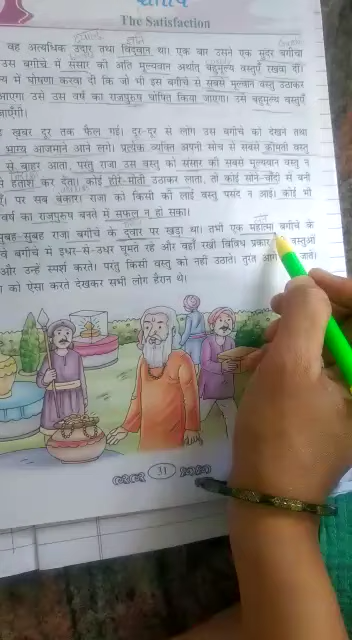 The Satisfaction
वह अत्यधिक उदार तथा विद्वान था। एक बार उसने एक सुंदर बगीचा
उस बगीचे में संसार की अति मूल्यवान अर्थात् बहुमूल्य वस्तुएँ रखवा दीं।
य में घोषणा करवा दी कि जो भी इस बगीचे से सबसे मूल्यवान वस्तु उठाकर
आएगा उसे उस वर्ष का राजपुरुष घोषित किया जाएगा। उसे बहुमूल्य वस्तुएँ
जाएँगी।
खबर दूर तक फैल गई। दूर-दूर से लोग उस बगीचे को देखने तथा
भाग्य आजमाने आने लगे। प्रत्येक व्यक्ति अपनी सोच से सबसे कीमती वस्तु
से बाहर आता, परंतु राजा उस वस्तु को संसार की सबसे मूल्यवान वस्तु न
हताश कर देता। कोई हीरे-मोती उठाकर लाता, तो कोई सोने-चाँदी से बनी
पर सब बेकार। राजा को किसी की लाई वस्तु पसंद न आई। कोई भी
वर्ष का राजपुरुष बनने में सफल न हो सका।
सुबह-सुबह राजा बगीचे के द्वार पर खड़ा था। तभी एक महात्मा बगीचे के
बगीचे में इधर-से-उधर घूमते रहे और वहाँ रखी विविध प्रकार वस्तुओं
और उन्हें स्पर्श करते। परंतु किसी वस्तु को नहीं उठाते। तुरंत आगे जाते।
को ऐसा करते देखकर सभी लोग हैरान थे।
31